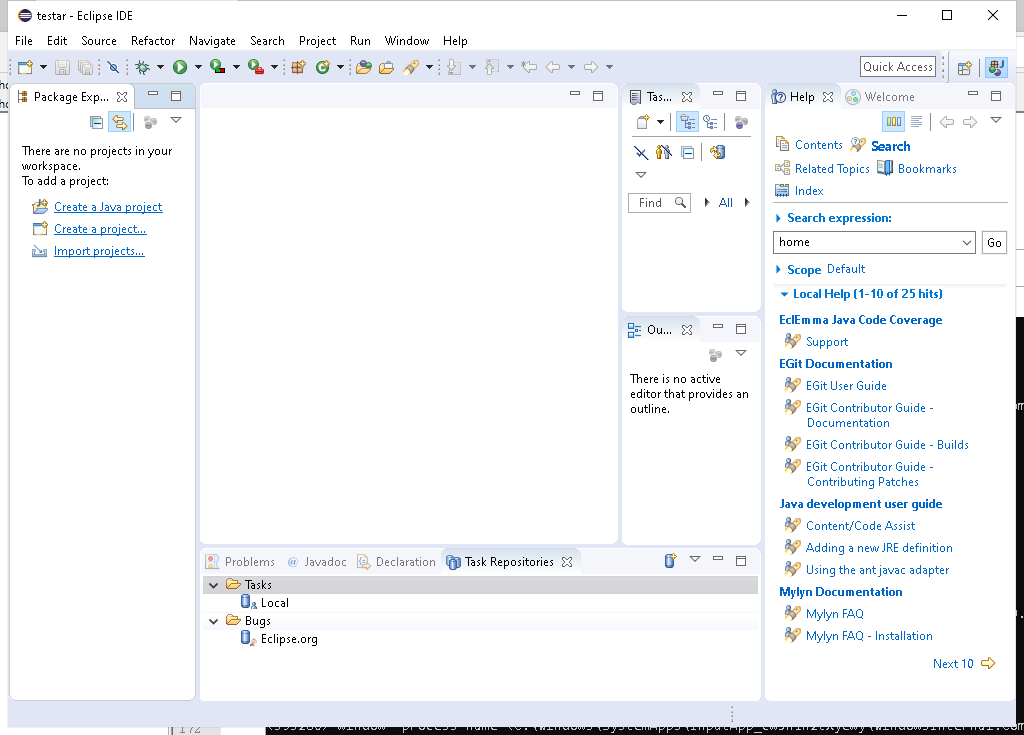 testar - Eclipse IDE
File Edit Source Refactor Navigate Search Project Run Window Help
Quick Access
Package Exp...
There are no projects in your
workspace.
To add a project:
Create a Java project
Create a project...
Import projects...
Tas...
Find
All
Ou...
There is no active
editor that provides an
outline.
Help Welcome
Contents Search
Related Topics Bookmarks
Index
Search expression:
home Go
Scope Default
Local Help (1-10 of 25 hits)
EclEmma Java Code Coverage
Support
EGit Documentation
EGit User Guide
EGit Contributor Guide -
Documentation
EGit Contributor Guide - Builds
EGit Contributor Guide -
Contributing Patches
Java development user guide
Content/Code Assist
Adding a new JRE definition
Using the ant javac adapter
Mylyn Documentation
Mylyn FAQ
Mylyn FAQ - Installation
Next 10
Problems @ Javadoc Declaration Task Repositories
Tasks
Local
Bugs
Eclipse.org
172